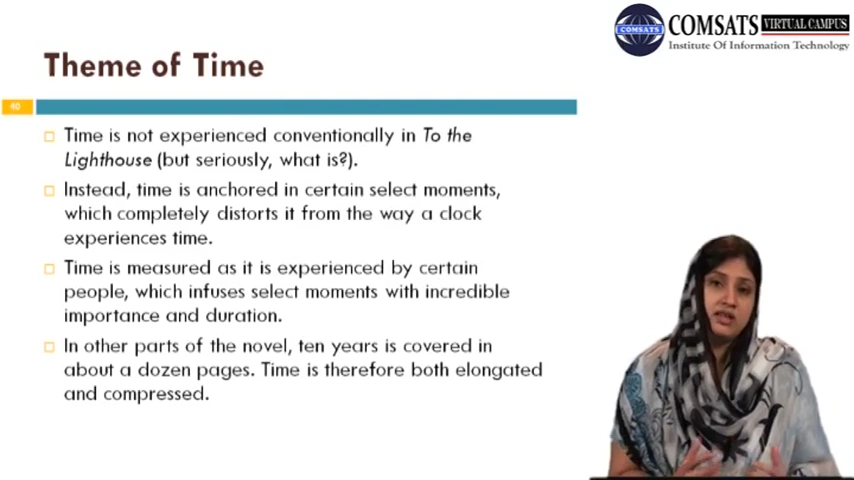 COMSATS VIRTUAL CAMPUS
COMSATS
Institute Of Information Technology
Theme of Time
40
Time is not experienced conventionally in To the
Lighthouse (but seriously, what is?).
Instead, time is anchored in certain select moments,
which completely distorts it from the way a clock
experiences time.
Time is measured as it is experienced by certain
people, which infuses select moments with incredible
importance and duration.
In other parts of the novel, ten years is covered in
about a dozen pages. Time is therefore both elongated
and compressed.